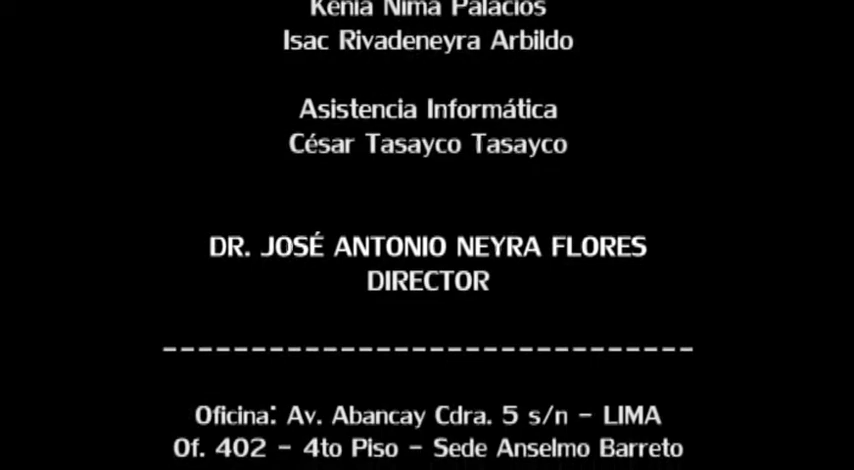 Kenia Nima Palacios
Isac Rivadeneyra Arbildo
Asistencia Informática
César Tasayco Tasayco
DR. JOSÉ ANTONIO NEYRA FLORES
DIRECTOR
-------------------------------
Oficina: Av. Abancay Cdra. 5 s/n - LIMA
Of. 402 - 4to Piso - Sede Anselmo Barreto